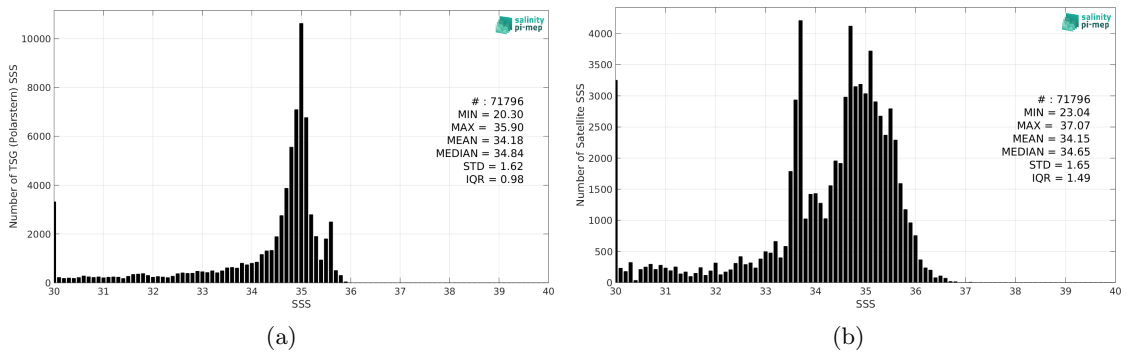 salinity
pi-mep
Number of TSG (Polarstern) SSS
10000
8000
6000
4000
2000
0
# : 71796
MIN = 20.30
MAX = 35.90
MEAN = 34.18
MEDIAN = 34.84
STD = 1.62
IQR = 0.98
30 31 32 33 34 35 36 37 38 39 40
SSS
(a)
salinity
pi-mep
Number of Satellite SSS
4000
3500
3000
2500
2000
1500
1000
500
0
# : 71796
MIN = 23.04
MAX = 37.07
MEAN = 34.15
MEDIAN = 34.65
STD = 1.65
IQR = 1.49
30 31 32 33 34 35 36 37 38 39 40
SSS
(b)